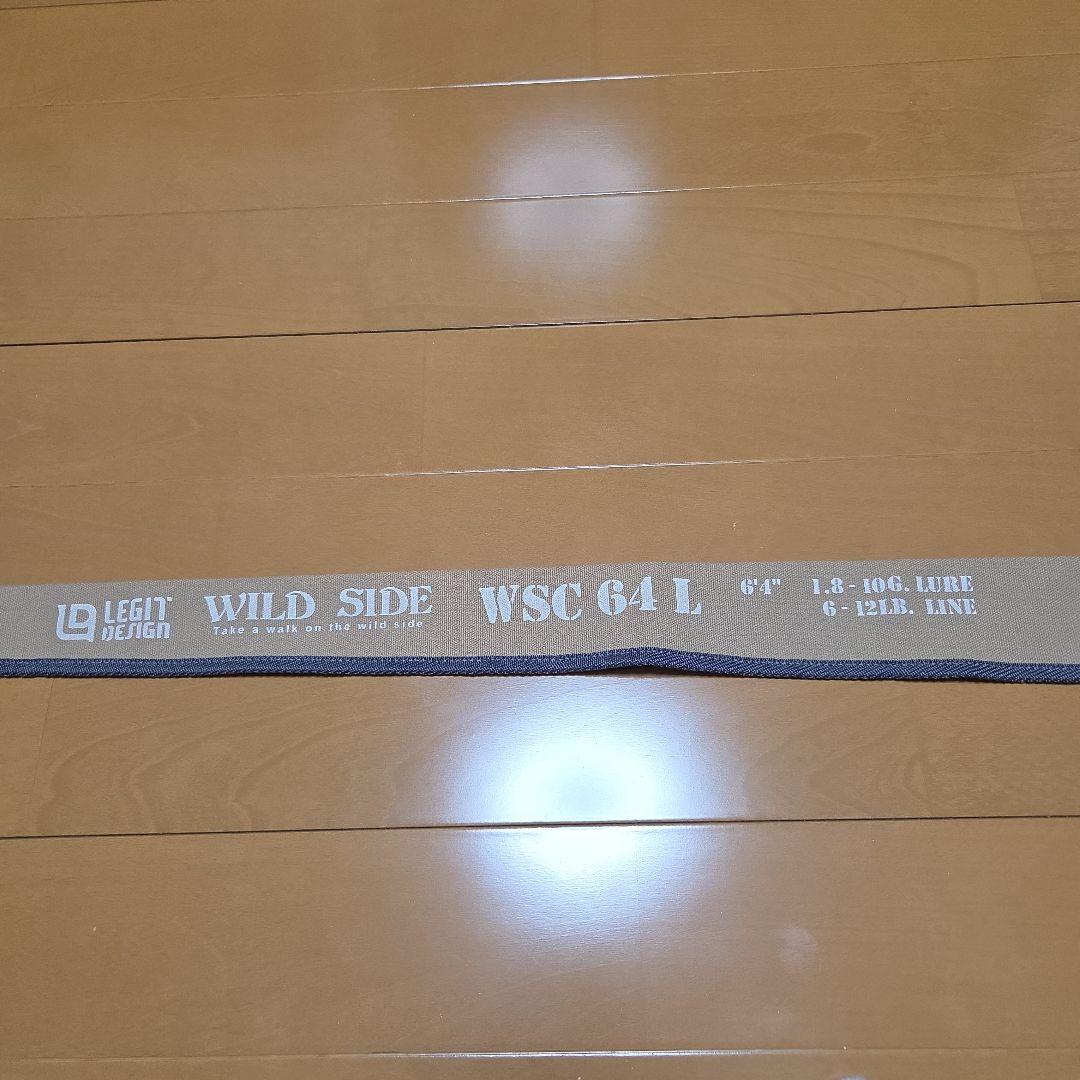 LEGIT
DESIGN
WILD SIDE
Take a walk on the wild side
WSC 64 L
6'4" 1.8 - 10G. LURE
6 - 12LB. LINE